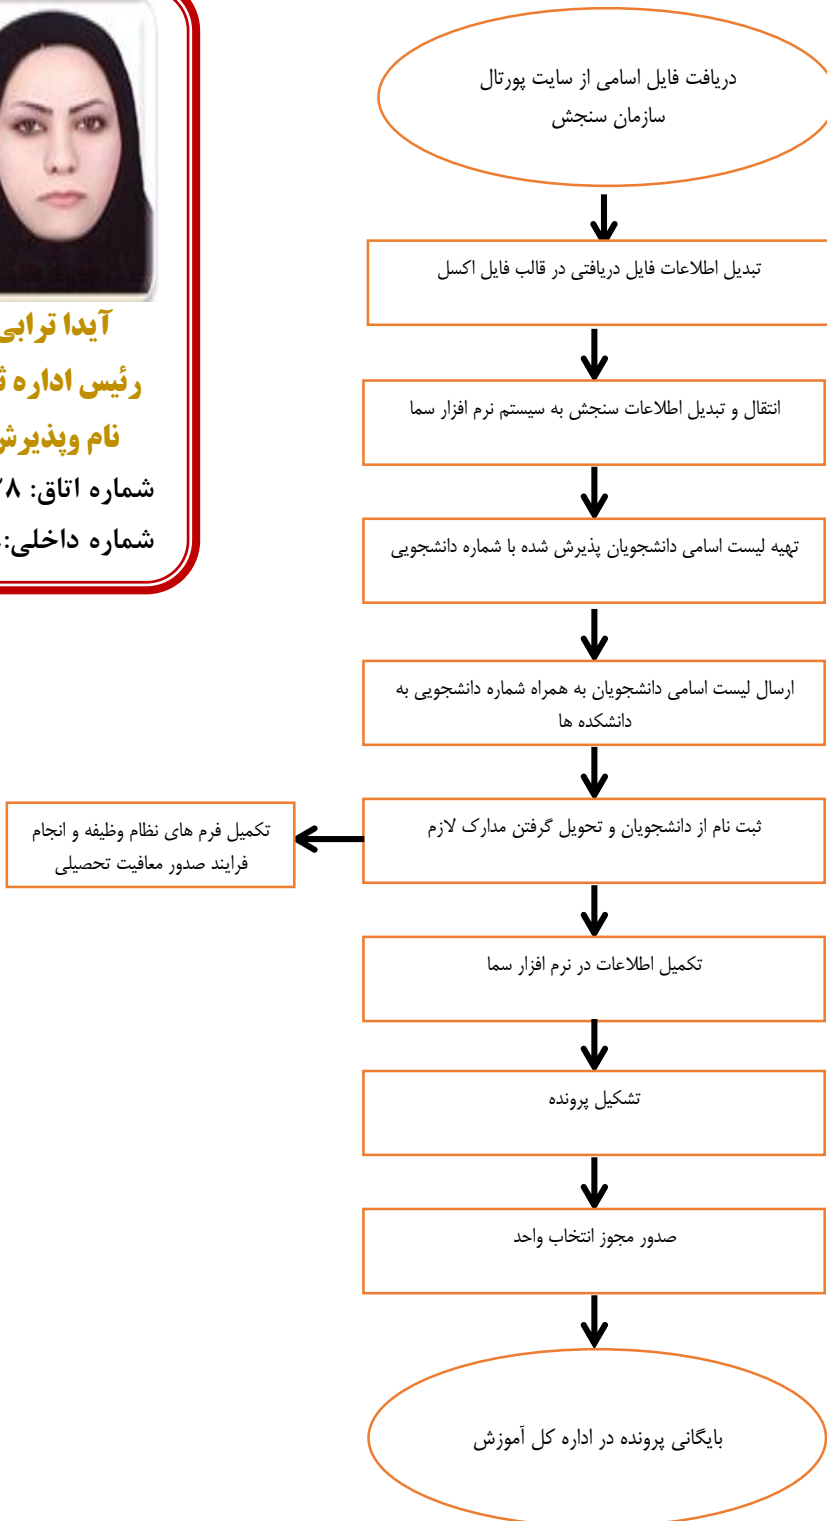 دریافت فایل اسامی از سایت پورتال
سازمان سنجش
تبدیل اطلاعات فایل دریافتی در قالب فایل اکسل
انتقال و تبدیل اطلاعات سنجش به سیستم نرم افزار سما
تهیه لیست اسامی دانشجویان پذیرش شده با شماره دانشجویی
ارسال لیست اسامی دانشجویان به همراه شماره دانشجویی به
دانشکده ها
ثبت نام از دانشجویان و تحویل گرفتن مدارک لازم
تکمیل فرم های نظام وظیفه و انجام
فرایند صدور معافیت تحصیلی
تکمیل اطلاعات در نرم افزار سما
تشکیل پرونده
صدور مجوز انتخاب واحد
بایگانی پرونده در اداره کل آموزش
آیدا ترابی
رئیس اداره
نام وپذیرش
شماره اتاق:
شماره داخلی: